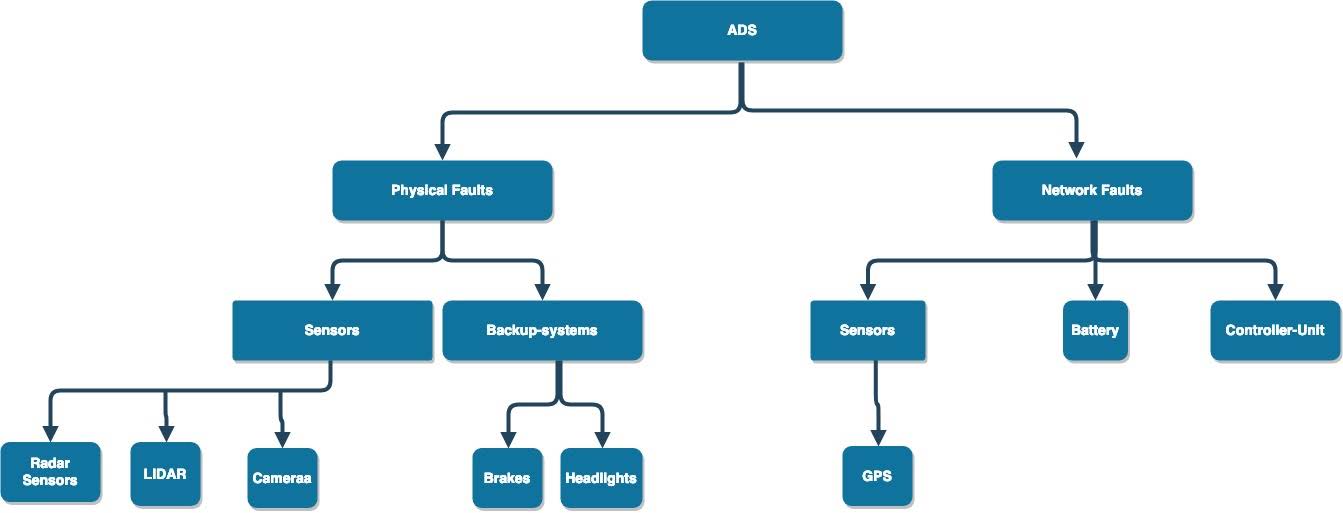 ADS
Physical Faults
Network Faults
Sensors
Backup-systems
Sensors
Battery
Controller-Unit
Radar
Sensors
LIDAR
Cameraa
Brakes
Headlights
GPS